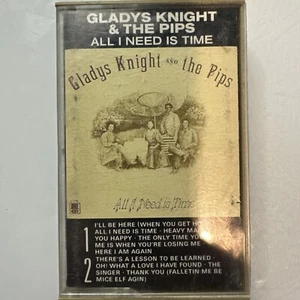 GLADYS KNIGHT
& THE PIPS
ALL I NEED IS TIME
Gladys Knight and the Pips
All I Need is Time
1 I'LL BE HERE (WHEN YOU GET H
ALL I NEED IS TIME · HEAVY MA
YOU HAPPY · THE ONLY TIME YO
ME IS WHEN YOU'RE LOSING ME
HERE I AM AGAIN
2 THERE'S A LESSON TO BE LEARNED
OH! WHAT A LOVE I HAVE FOUND · THE
SINGER · THANK YOU (FALLETIN ME BE
MICE ELF AGIN)